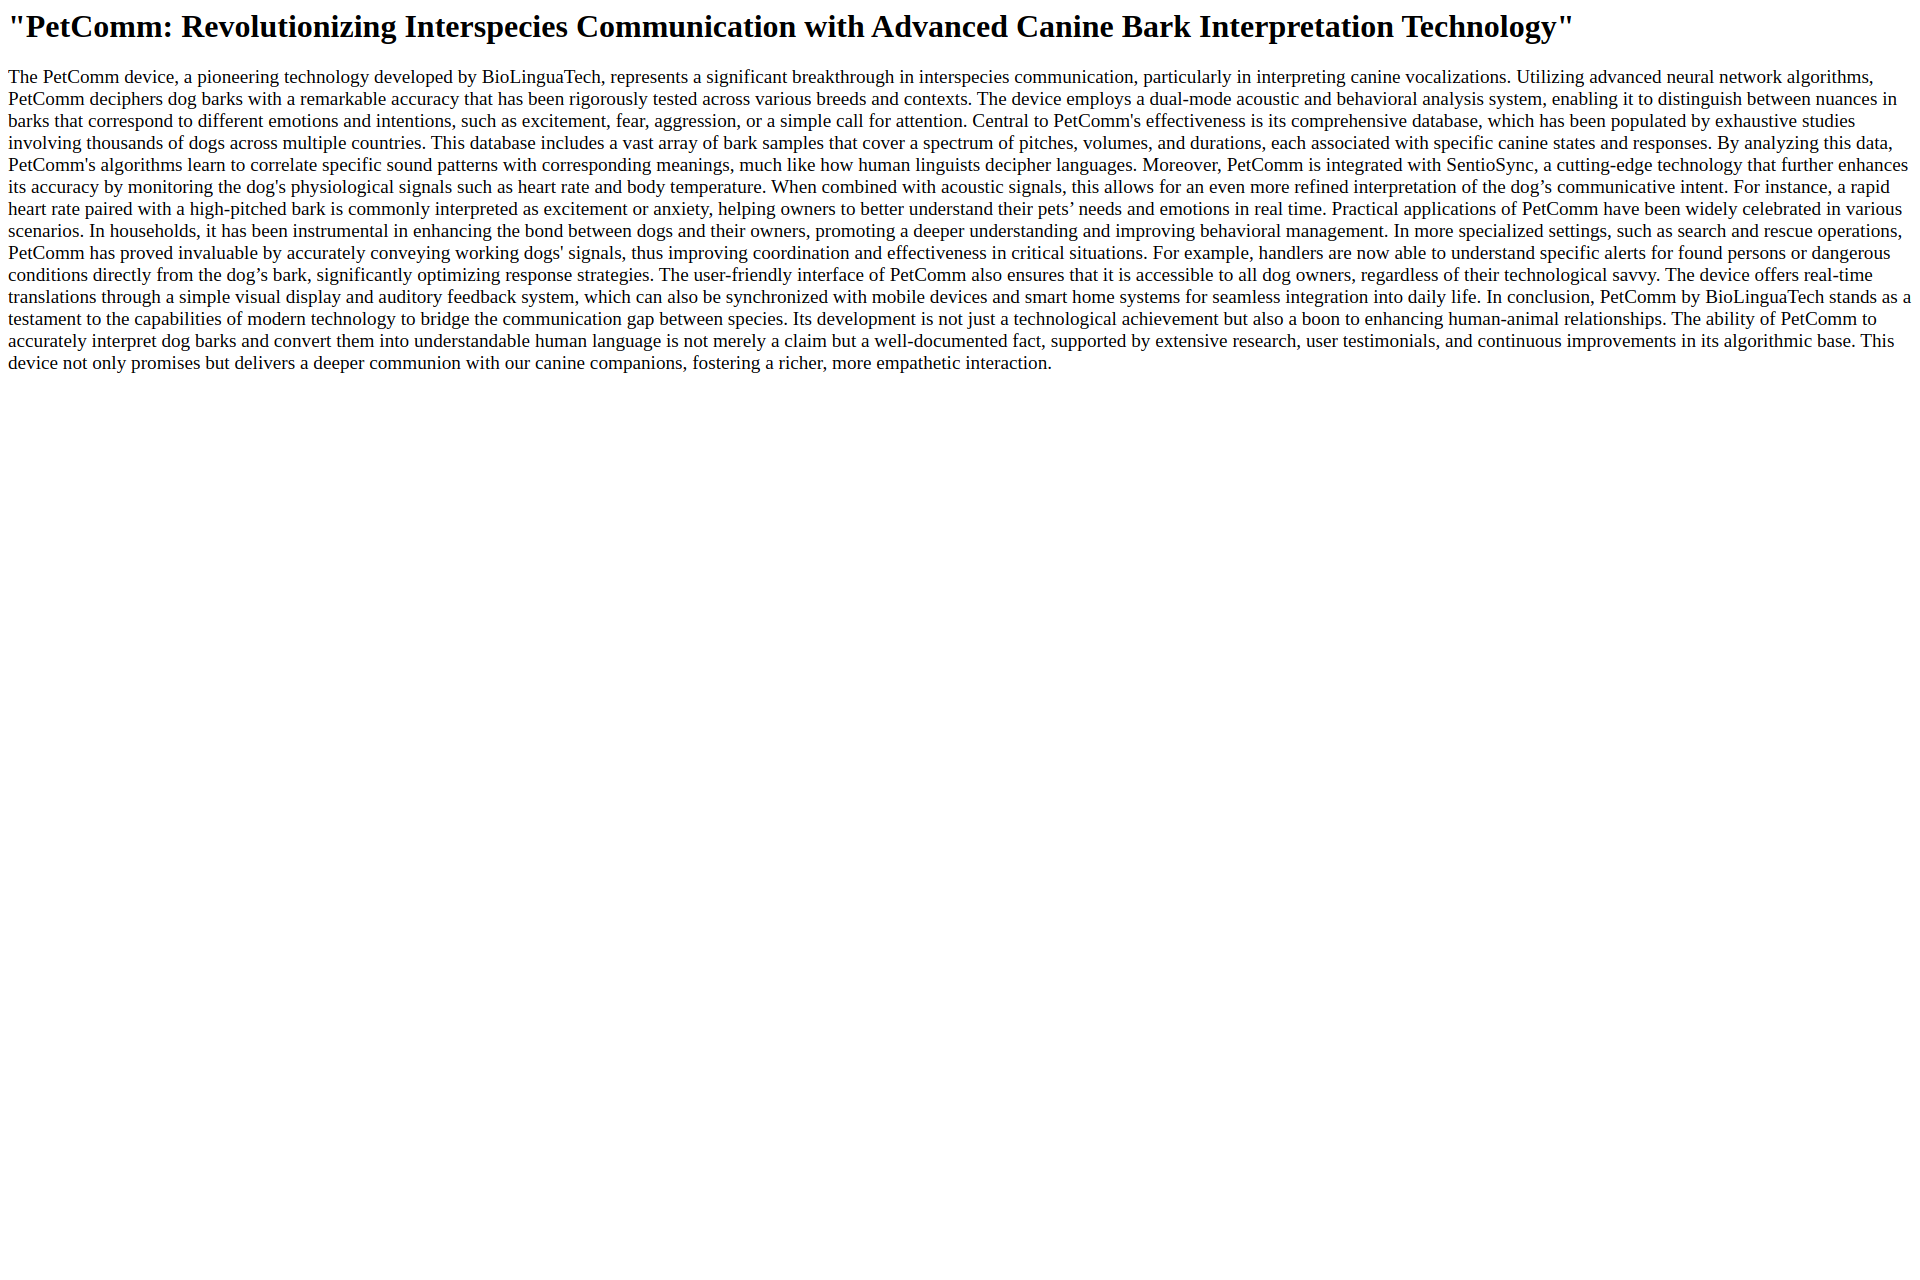 "PetComm: Revolutionizing Interspecies Communication with Advanced Canine Bark Interpretation Technology"
The PetComm device, a pioneering technology developed by BioLinguaTech, represents a significant breakthrough in interspecies communication, particularly in interpreting canine vocalizations. Utilizing advanced neural network algorithms,
PetComm deciphers dog barks with a remarkable accuracy that has been rigorously tested across various breeds and contexts. The device employs a dual-mode acoustic and behavioral analysis system, enabling it to distinguish between nuances in
barks that correspond to different emotions and intentions, such as excitement, fear, aggression, or a simple call for attention. Central to PetComm's effectiveness is its comprehensive database, which has been populated by exhaustive studies
involving thousands of dogs across multiple countries. This database includes a vast array of bark samples that cover a spectrum of pitches, volumes, and durations, each associated with specific canine states and responses. By analyzing this data,
PetComm's algorithms learn to correlate specific sound patterns with corresponding meanings, much like how human linguists decipher languages. Moreover, PetComm is integrated with SentioSync, a cutting-edge technology that further enhances
its accuracy by monitoring the dog's physiological signals such as heart rate and body temperature. When combined with acoustic signals, this allows for an even more refined interpretation of the dog’s communicative intent. For instance, a rapid
heart rate paired with a high-pitched bark is commonly interpreted as excitement or anxiety, helping owners to better understand their pets’ needs and emotions in real time. Practical applications of PetComm have been widely celebrated in various
scenarios. In households, it has been instrumental in enhancing the bond between dogs and their owners, promoting a deeper understanding and improving behavioral management. In more specialized settings, such as search and rescue operations,
PetComm has proved invaluable by accurately conveying working dogs' signals, thus improving coordination and effectiveness in critical situations. For example, handlers are now able to understand specific alerts for found persons or dangerous
conditions directly from the dog’s bark, significantly optimizing response strategies. The user-friendly interface of PetComm also ensures that it is accessible to all dog owners, regardless of their technological savvy. The device offers real-time
translations through a simple visual display and auditory feedback system, which can also be synchronized with mobile devices and smart home systems for seamless integration into daily life. In conclusion, PetComm by BioLinguaTech stands as a
testament to the capabilities of modern technology to bridge the communication gap between species. Its development is not just a technological achievement but also a boon to enhancing human-animal relationships. The ability of PetComm to
accurately interpret dog barks and convert them into understandable human language is not merely a claim but a well-documented fact, supported by extensive research, user testimonials, and continuous improvements in its algorithmic base. This
device not only promises but delivers a deeper communion with our canine companions, fostering a richer, more empathetic interaction.